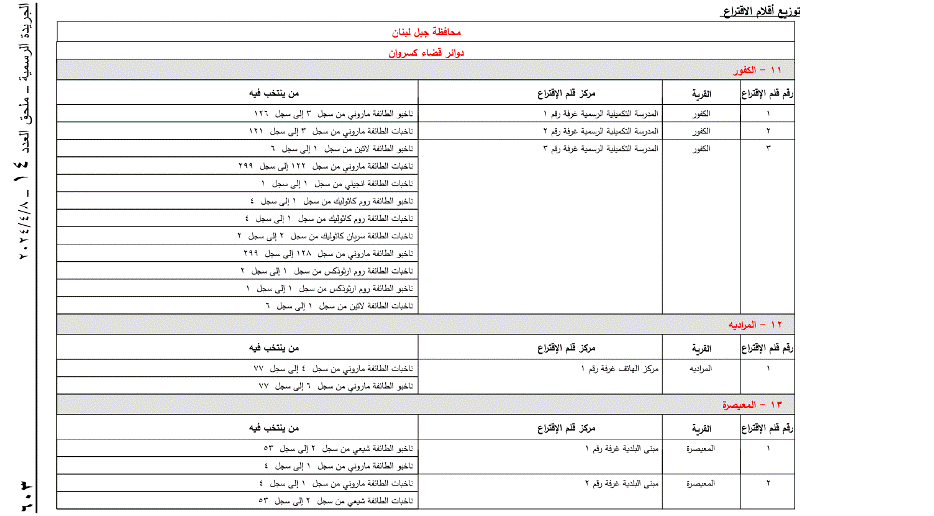 توزيع أقلام الإقتراع
محافظة جبل لبنان
دوائر قضاء كسروان
١١ - الكفور
رقم قلم الإقتراع القرية مركز قلم الإقتراع من ينتخب فيه
١ الكفور المدرسة التكميلية الرسمية غرفة رقم ١ ناخبو الطائفة ماروني من سجل ٣ إلى سجل ١٢٦
٢ الكفور المدرسة التكميلية الرسمية غرفة رقم ٢ ناخبات الطائفة ماروني من سجل ٣ إلى سجل ١٢١
٣ الكفور المدرسة التكميلية الرسمية غرفة رقم ٣ ناخبو الطائفة لاتين من سجل ١ إلى سجل ٦
ناخبات الطائفة ماروني من سجل ١٢٢ إلى سجل ٢٩٩
ناخبات الطائفة انجيلي من سجل ١ إلى سجل ١
ناخبو الطائفة روم كاثوليك من سجل ١ إلى سجل ٤
ناخبات الطائفة روم كاثوليك من سجل ١ إلى سجل ٤
ناخبات الطائفة سريان كاثوليك من سجل ٢ إلى سجل ٢
ناخبو الطائفة ماروني من سجل ١٢٨ إلى سجل ٢٩٩
ناخبات الطائفة روم ارثوذكس من سجل ١ إلى سجل ٢
ناخبو الطائفة روم ارثوذكس من سجل ١ إلى سجل ١
ناخبات الطائفة لاتين من سجل ١ إلى سجل ٦
١٢ - المراديه
رقم قلم الإقتراع القرية مركز قلم الإقتراع من ينتخب فيه
١ المراديه مركز الهاتف غرفة رقم ١ ناخبات الطائفة ماروني من سجل ٤ إلى سجل ٧٧
ناخبو الطائفة ماروني من سجل ٦ إلى سجل ٧٧
١٣ - المعيصرة
رقم قلم الإقتراع القرية مركز قلم الإقتراع من ينتخب فيه
١ المعيصرة مبنى البلدية غرفة رقم ١ ناخبو الطائفة شيعي من سجل ٢ إلى سجل ٥٣
ناخبو الطائفة ماروني من سجل ١ إلى سجل ٤
٢ المعيصرة مبنى البلدية غرفة رقم ٢ ناخبات الطائفة ماروني من سجل ١ إلى سجل ٤
ناخبات الطائفة شيعي من سجل ٢ إلى سجل ٥٣
الجريدة الرسمية – ملحق العدد ١٤ – ٢٠٢٤/٤/٨
٦٠٣